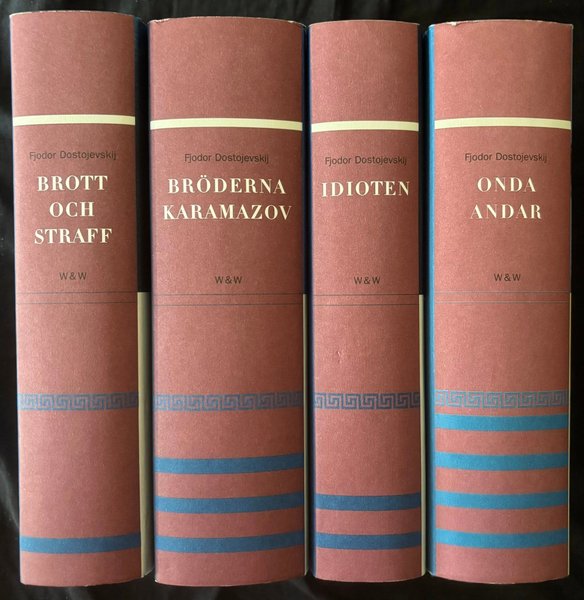 Fjodor Dostojevskij
BROTT
OCH
STRAFF
W&W
Fjodor Dostojevskij
BRÖDERNA
KARAMAZOV
W&W
Fjodor Dostojevskij
IDIOTEN
W&W
Fjodor Dostojevskij
ONDA
ANDAR
W&W